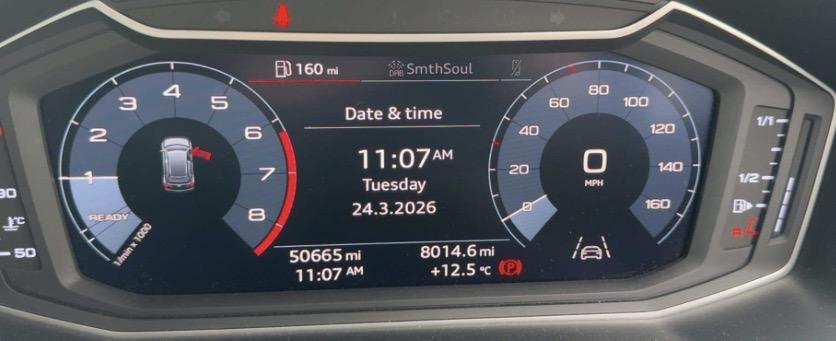 160 mi
DAB SmthSoul
Date & time
11:07 AM
Tuesday
24.3.2026
50665 mi
8014.6 mi
11:07 AM
+12.5 °C
P
READY
1
2
3
4
5
6
7
8
1/min x 1000
0
20
40
60
80
100
120
140
160
0
MPH
90
°C
50
1/1
1/2